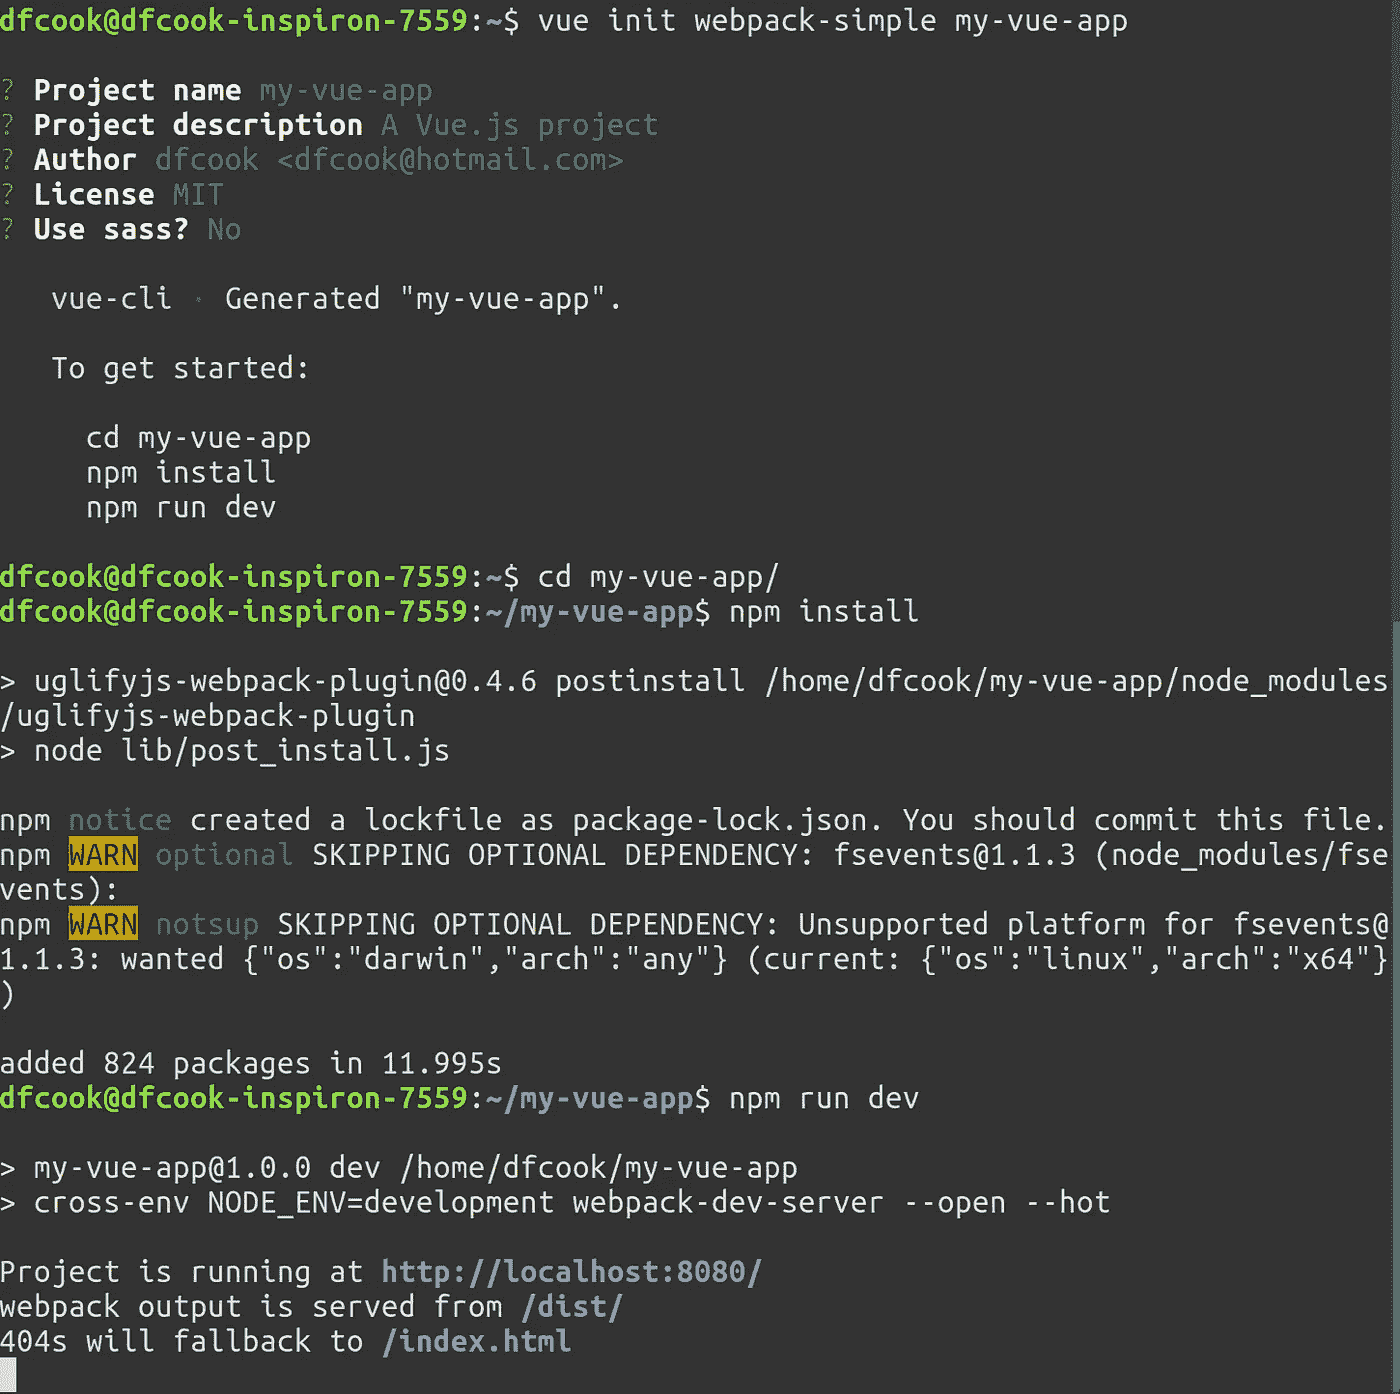 dfcook@dfcook-inspiron-7559:~$ vue init webpack-simple my-vue-app
? Project name my-vue-app
? Project description A Vue.js project
? Author dfcook <dfcook@hotmail.com>
? License MIT
? Use sass? No
vue-cli · Generated "my-vue-app".
To get started:
cd my-vue-app
npm install
npm run dev
dfcook@dfcook-inspiron-7559:~$ cd my-vue-app/
dfcook@dfcook-inspiron-7559:~/my-vue-app$ npm install
> uglifyjs-webpack-plugin@0.4.6 postinstall /home/dfcook/my-vue-app/node_modules
/uglifyjs-webpack-plugin
> node lib/post_install.js
npm notice created a lockfile as package-lock.json. You should commit this file.
npm WARN optional SKIPPING OPTIONAL DEPENDENCY: fsevents@1.1.3 (node_modules/fse
vents):
npm WARN notsup SKIPPING OPTIONAL DEPENDENCY: Unsupported platform for fsevents@
1.1.3: wanted {"os":"darwin","arch":"any"} (current: {"os":"linux","arch":"x64"}
)
added 824 packages in 11.995s
dfcook@dfcook-inspiron-7559:~/my-vue-app$ npm run dev
> my-vue-app@1.0.0 dev /home/dfcook/my-vue-app
> cross-env NODE_ENV=development webpack-dev-server --open --hot
Project is running at http://localhost:8080/
webpack output is served from /dist/
404s will fallback to /index.html